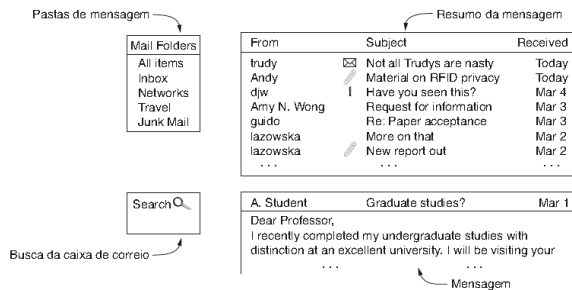 Pastas de mensagem
Resumo da mensagem
Mail Folders
All items
Inbox
Networks
Travel
Junk Mail
From Subject Received
trudy Not all Trudys are nasty Today
Andy Material on RFID privacy Today
djw ! Have you seen this? Mar 4
Amy N. Wong Request for information Mar 3
guido Re: Paper acceptance Mar 3
lazowska More on that Mar 2
lazowska New report out Mar 2
... ... ...
Search
Busca da caixa de correio
A. Student Graduate studies? Mar 1
Dear Professor,
I recently completed my undergraduate studies with
distinction at an excellent university. I will be visiting your
... ...
Mensagem